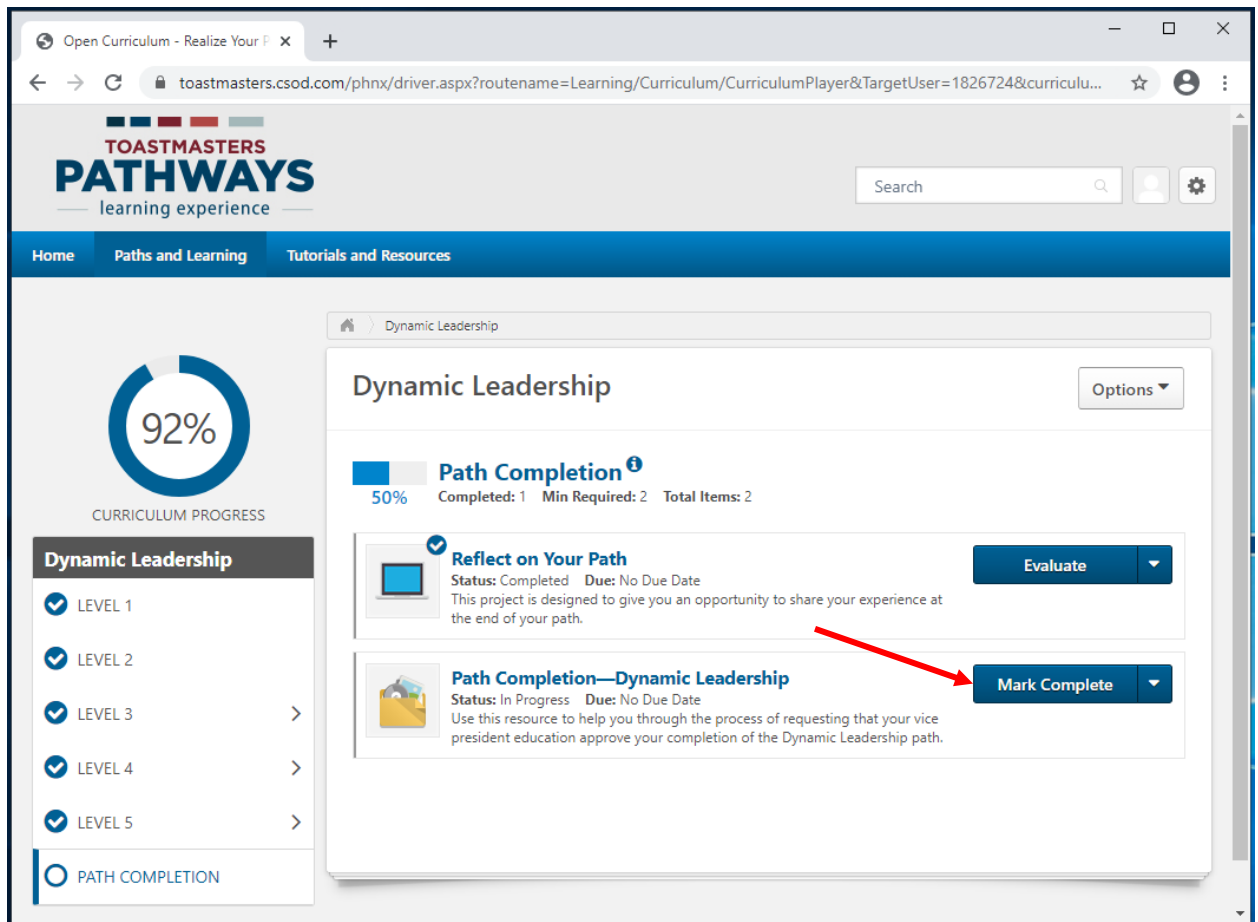 Open Curriculum - Realize Your P
toastmasters.csod.com/phnx/driver.aspx?routename=Learning/Curriculum/CurriculumPlayer&TargetUser=1826724&curriculu...
TOASTMASTERS
PATHWAYS
learning experience
Search
Home Paths and Learning Tutorials and Resources
Dynamic Leadership
92%
CURRICULUM PROGRESS
Dynamic Leadership
LEVEL 1
LEVEL 2
LEVEL 3
LEVEL 4
LEVEL 5
PATH COMPLETION
Dynamic Leadership
Options
Path Completion
50% Completed: 1 Min Required: 2 Total Items: 2
Reflect on Your Path
Status: Completed Due: No Due Date
This project is designed to give you an opportunity to share your experience at
the end of your path.
Evaluate
Path Completion—Dynamic Leadership
Status: In Progress Due: No Due Date
Use this resource to help you through the process of requesting that your vice
president education approve your completion of the Dynamic Leadership path.
Mark Complete